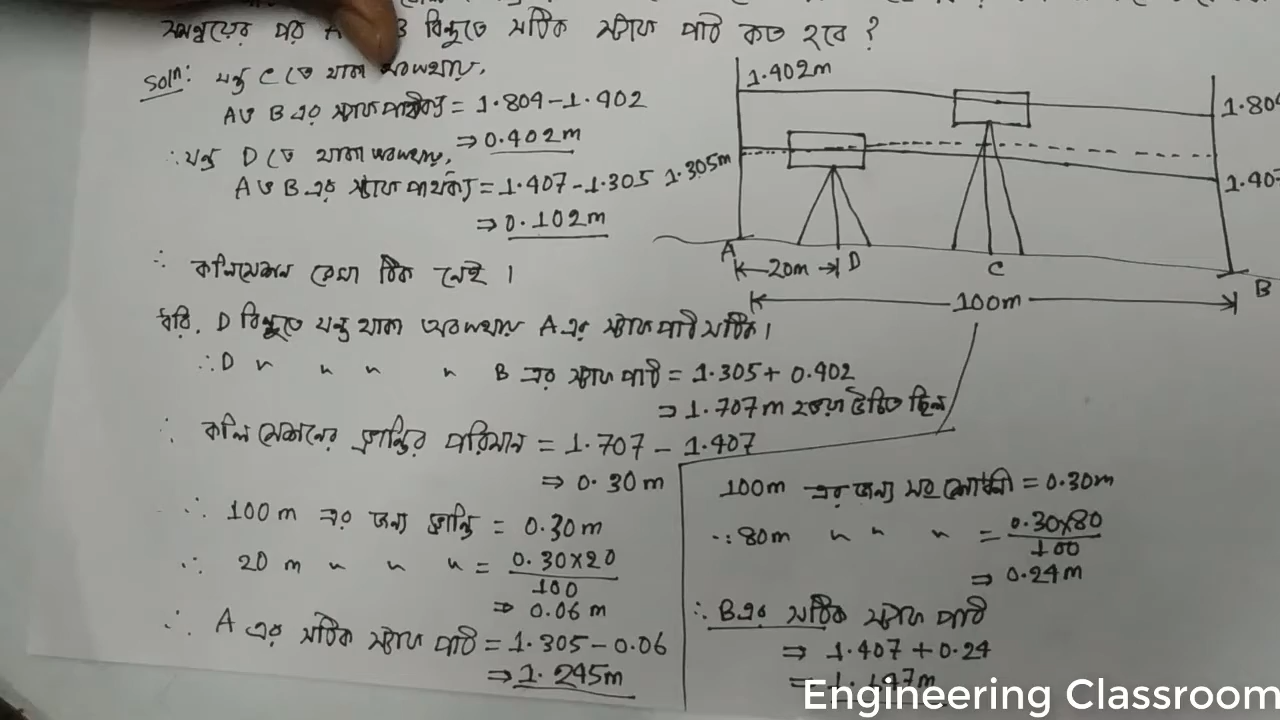 সমন্বয়ের পর A B বিন্দুতে সঠিক স্টাফ পাঠ কত হবে ?
Soln: যন্ত্র C তে থাকা অবস্থায়,
A ও B এর স্টাফ পার্থক্য = 1.804 - 1.402
⇒ 0.402m
∴ যন্ত্র D তে থাকা অবস্থায়,
A ও B এর স্টাফ পার্থক্য = 1.407 - 1.305
⇒ 0.102m
∴ কলিমেশন রেখা ঠিক নেই।
ধরি, D বিন্দুতে যন্ত্র থাকা অবস্থায় A এর স্টাফ পাঠ সঠিক।
∴ D " " " " B এর স্টাফ পাঠ = 1.305 + 0.402
⇒ 1.707m হওয়া উচিত ছিল
∴ কলিমেশনের ভ্রান্তির পরিমান = 1.707 - 1.407
⇒ 0.30m
∴ 100m এর জন্য ভ্রান্তি = 0.30m
∴ 20m " " " = 0.30×20
100
⇒ 0.06m
∴ A এর সঠিক স্টাফ পাঠ = 1.305 - 0.06
⇒ 1.245m
1.402m
1.804
1.305m
1.407
A
20m
D
C
B
100m
100m এর জন্য = 0.30m
∴ 80m " " " = 0.30×80
100
⇒ 0.24m
∴ B এর সঠিক স্টাফ পাঠ
⇒ 1.407 + 0.24
Engineering Classroom